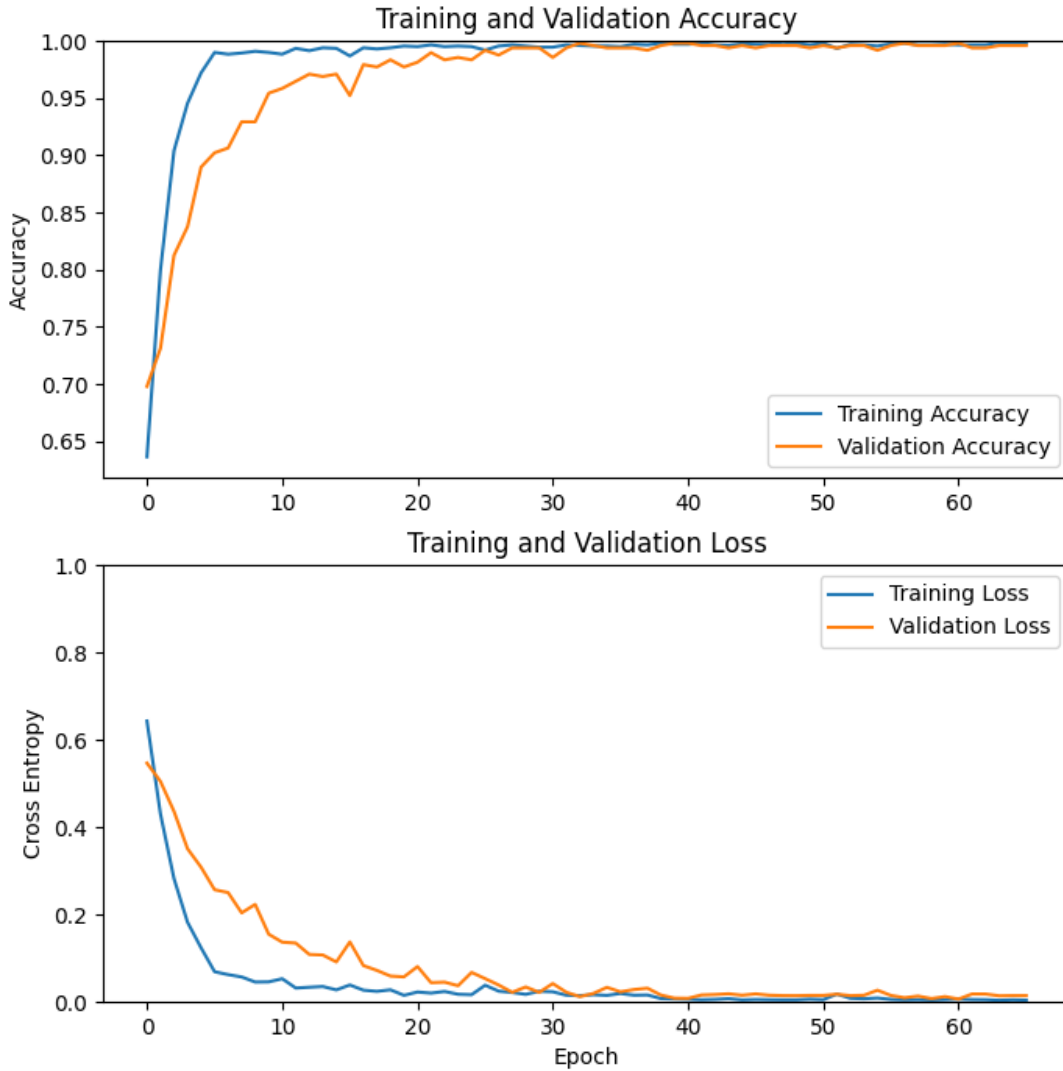 Training and Validation Accuracy
1.00
0.95
0.90
0.85
0.80
0.75
0.70
0.65
Accuracy
Training Accuracy
Validation Accuracy
0 10 20 30 40 50 60
Training and Validation Loss
1.0
0.8
0.6
0.4
0.2
0.0
Cross Entropy
Training Loss
Validation Loss
0 10 20 30 40 50 60
Epoch